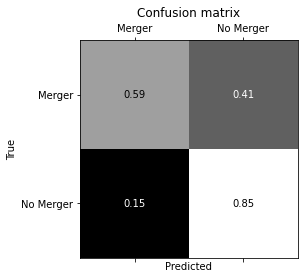 Confusion matrix
Merger No Merger
True
Merger 0.59 0.41
No Merger 0.15 0.85
Predicted